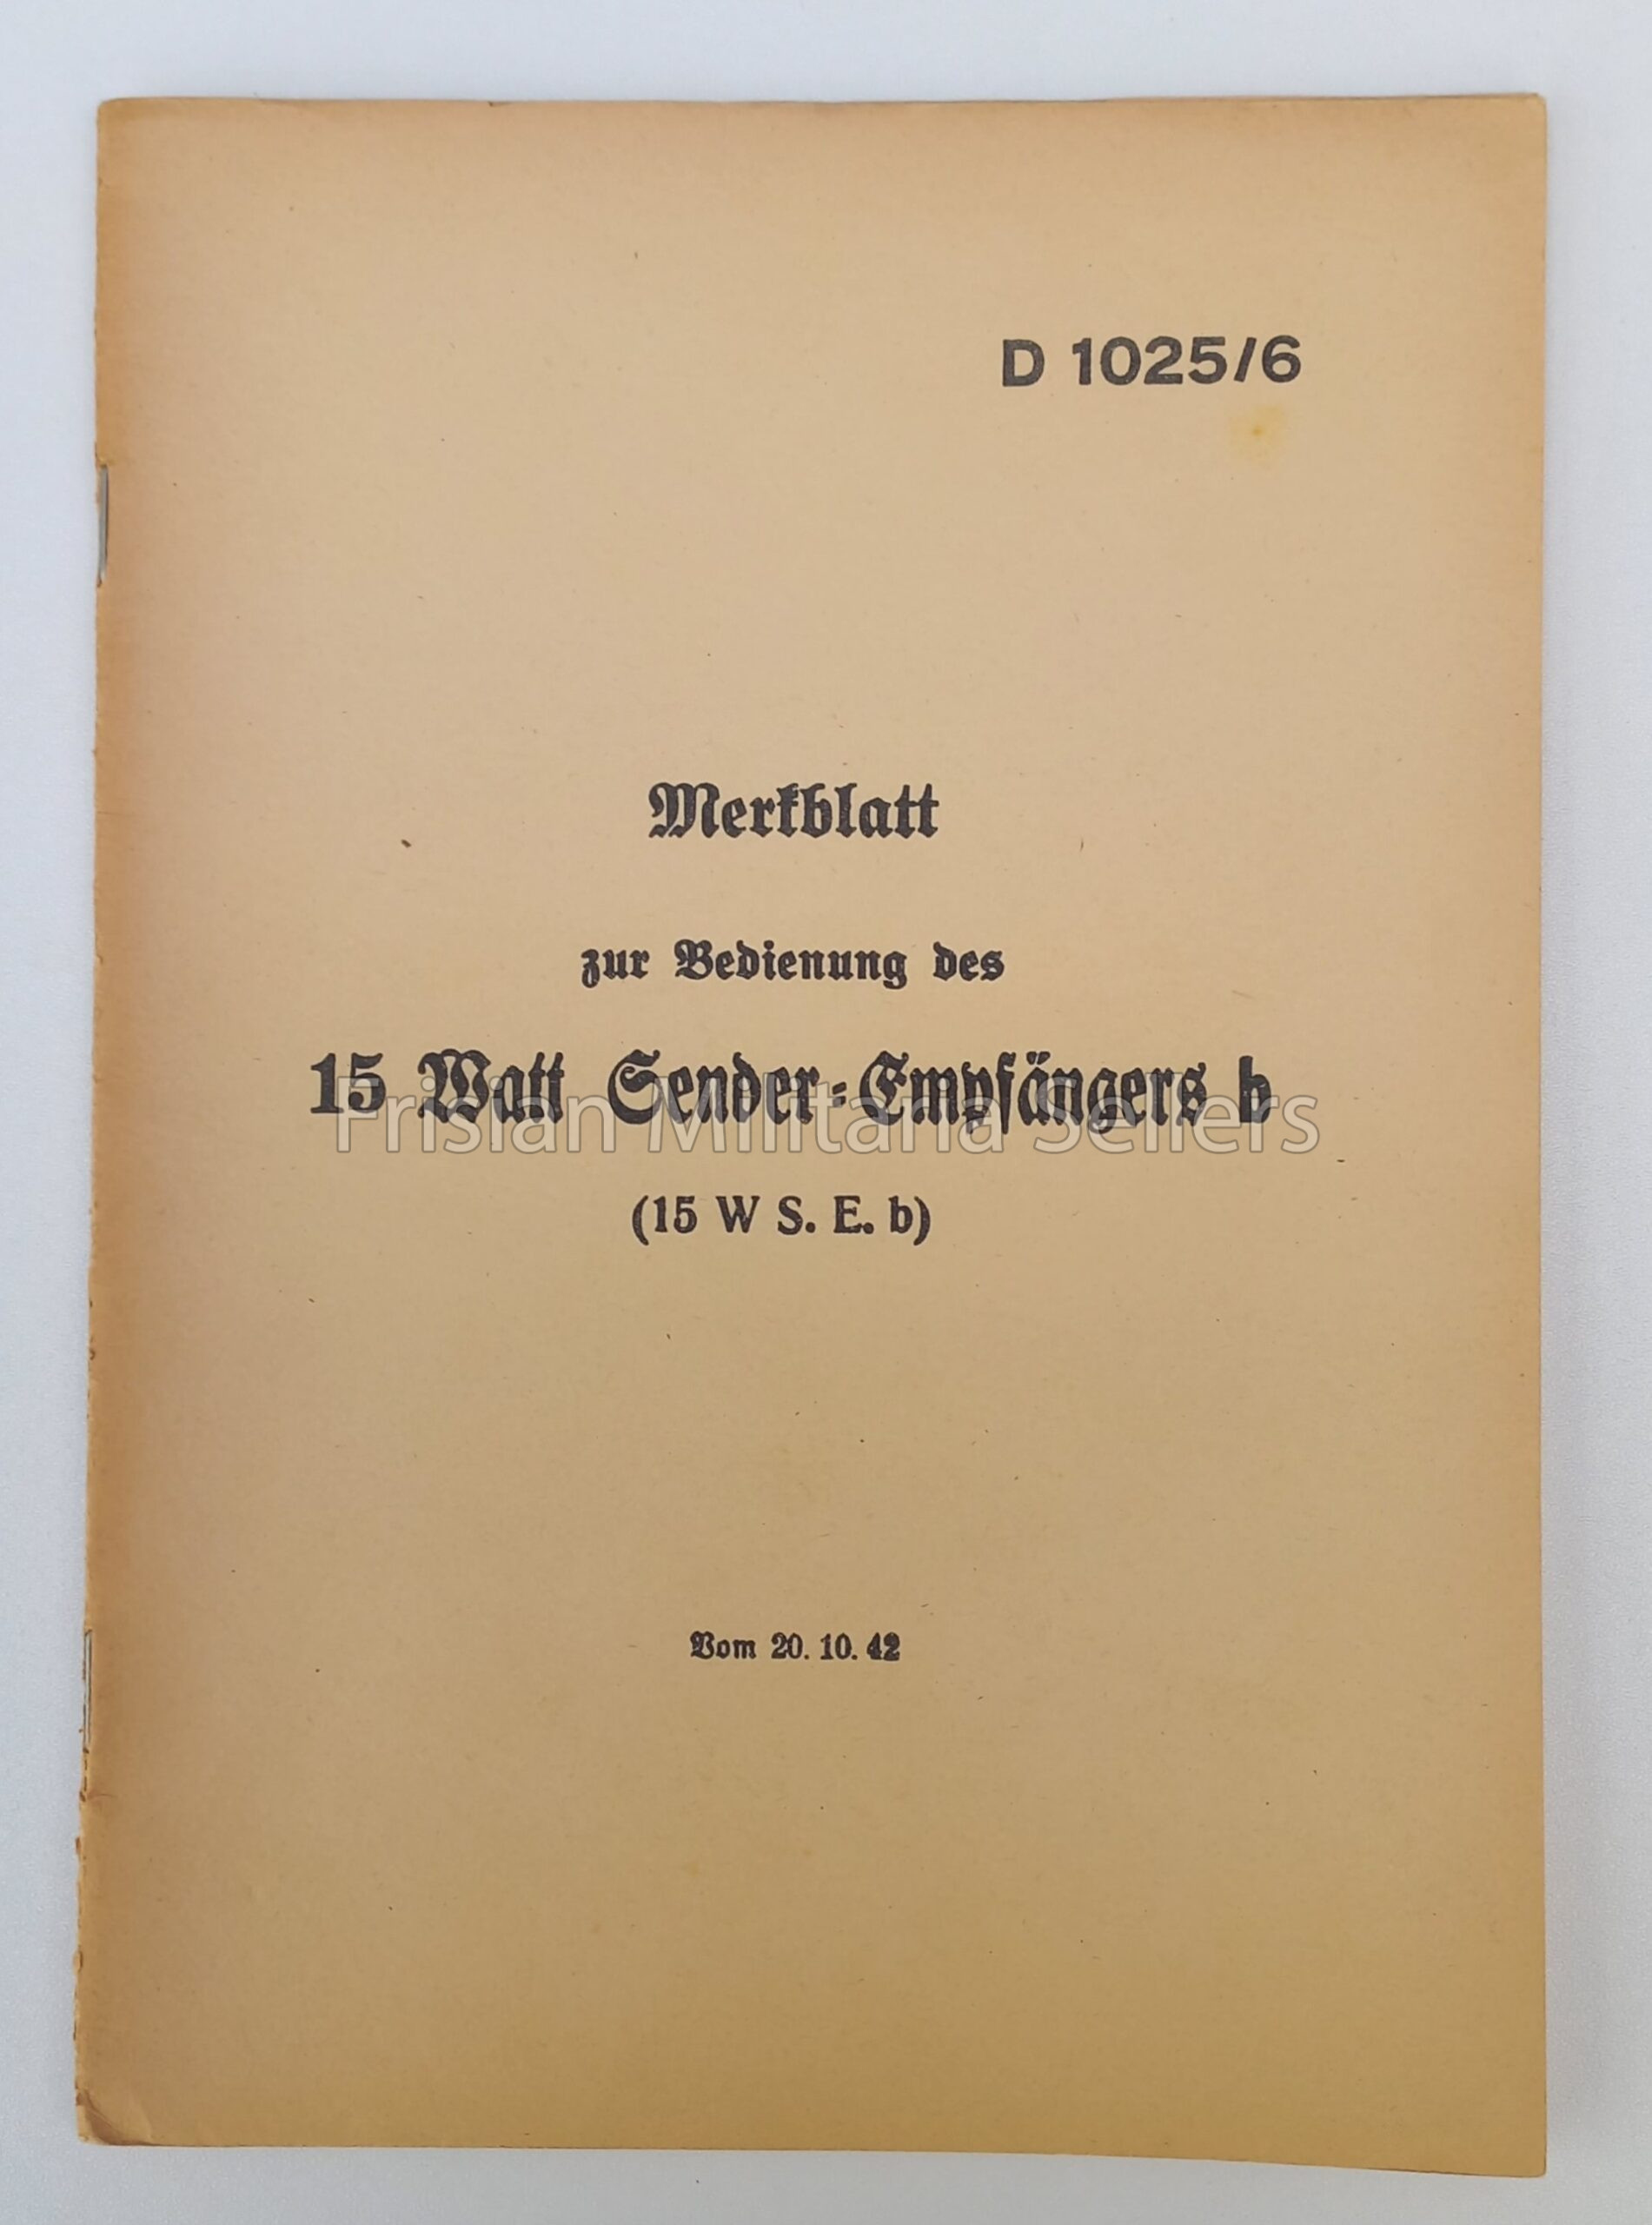 D 1025/6
Merkblatt
zur Bedienung des
15 Watt Sender-Empfängers b
Frisian Militaria Sellers
(15 W S. E. b)
Vom 20. 10. 42